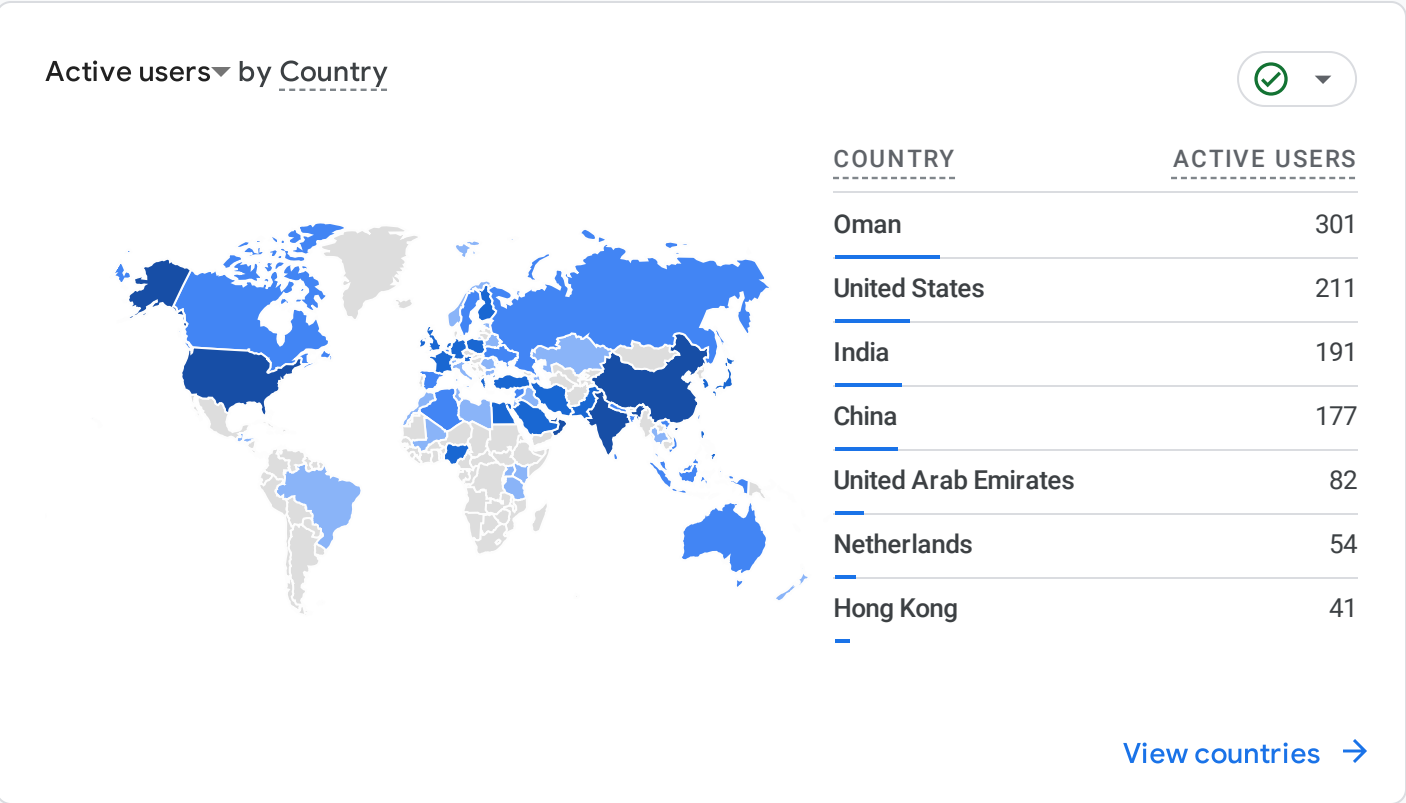 Active users by Country
COUNTRY ACTIVE USERS
Oman 301
United States 211
India 191
China 177
United Arab Emirates 82
Netherlands 54
Hong Kong 41
View countries